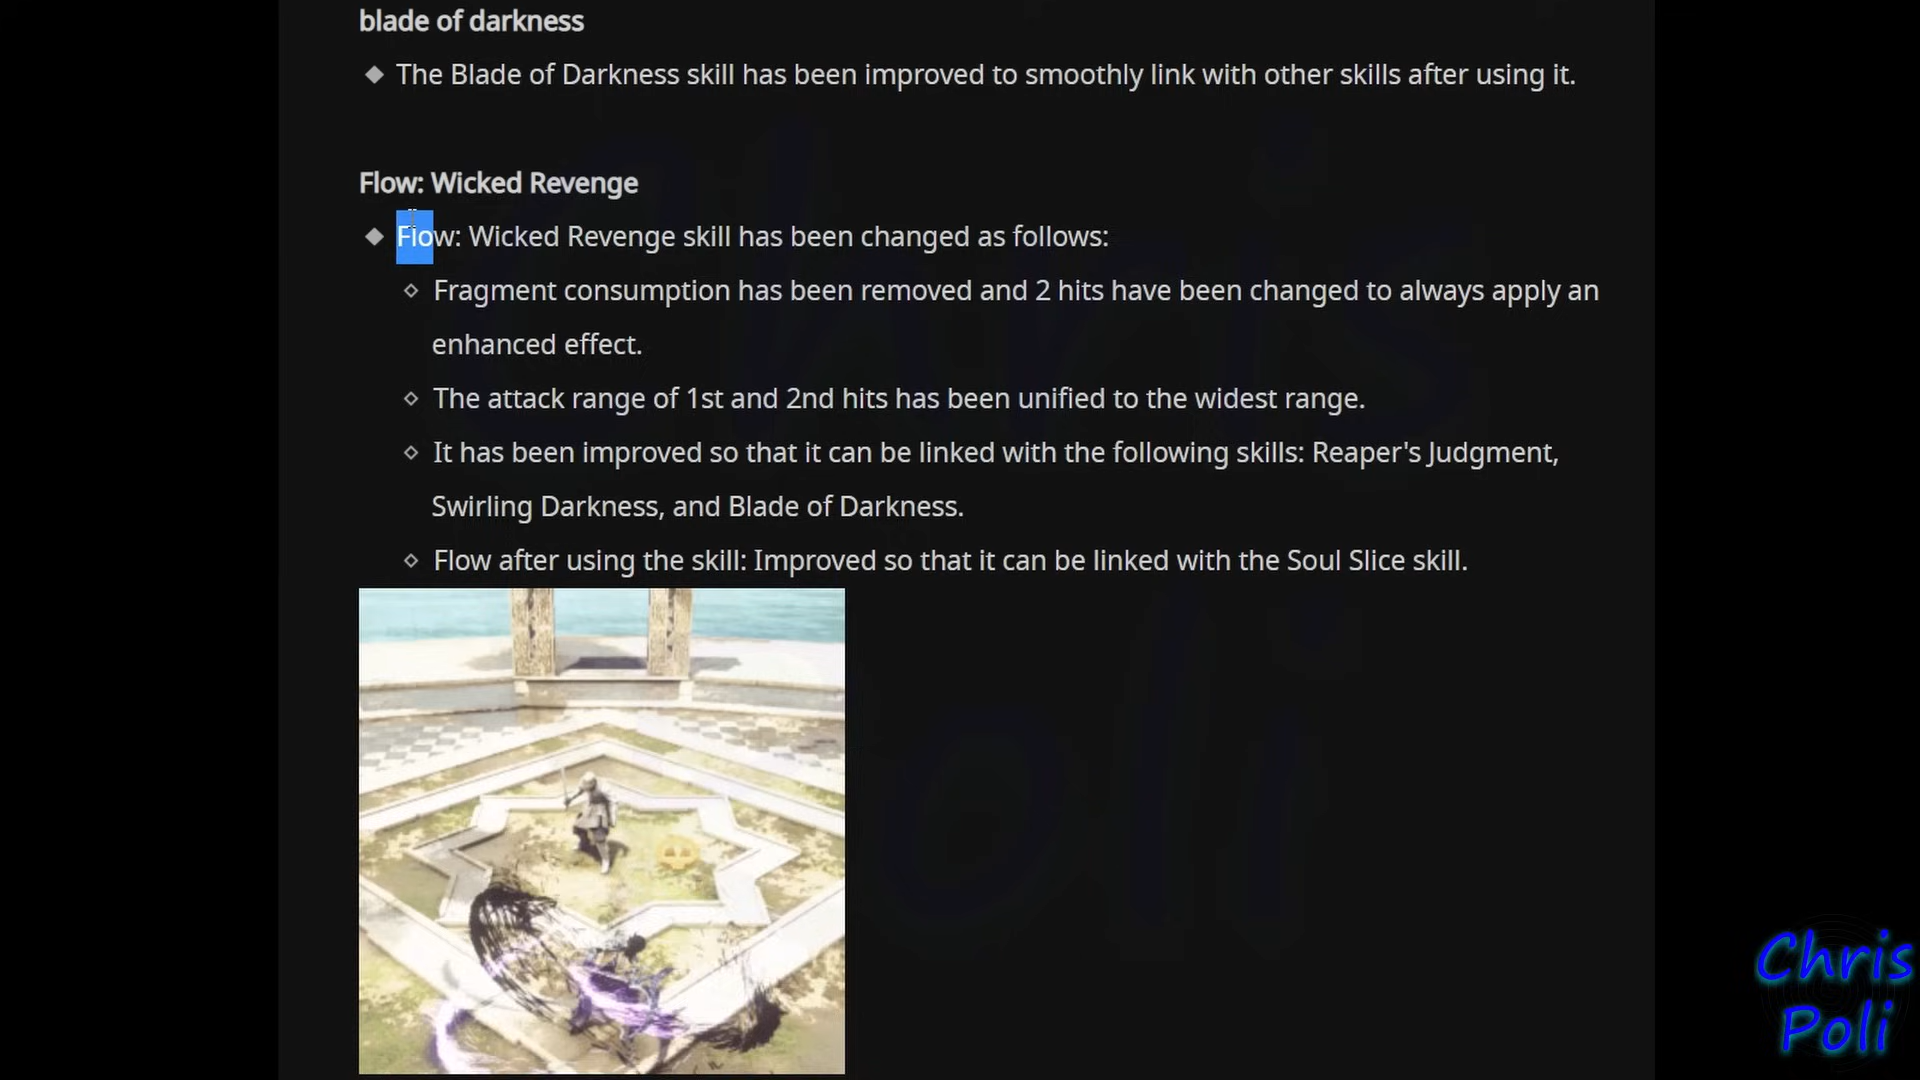 blade of darkness
The Blade of Darkness skill has been improved to smoothly link with other skills after using it.
Flow: Wicked Revenge
Flow: Wicked Revenge skill has been changed as follows:
Fragment consumption has been removed and 2 hits have been changed to always apply an
enhanced effect.
The attack range of 1st and 2nd hits has been unified to the widest range.
It has been improved so that it can be linked with the following skills: Reaper's Judgment,
Swirling Darkness, and Blade of Darkness.
Flow after using the skill: Improved so that it can be linked with the Soul Slice skill.
Chris
Poli